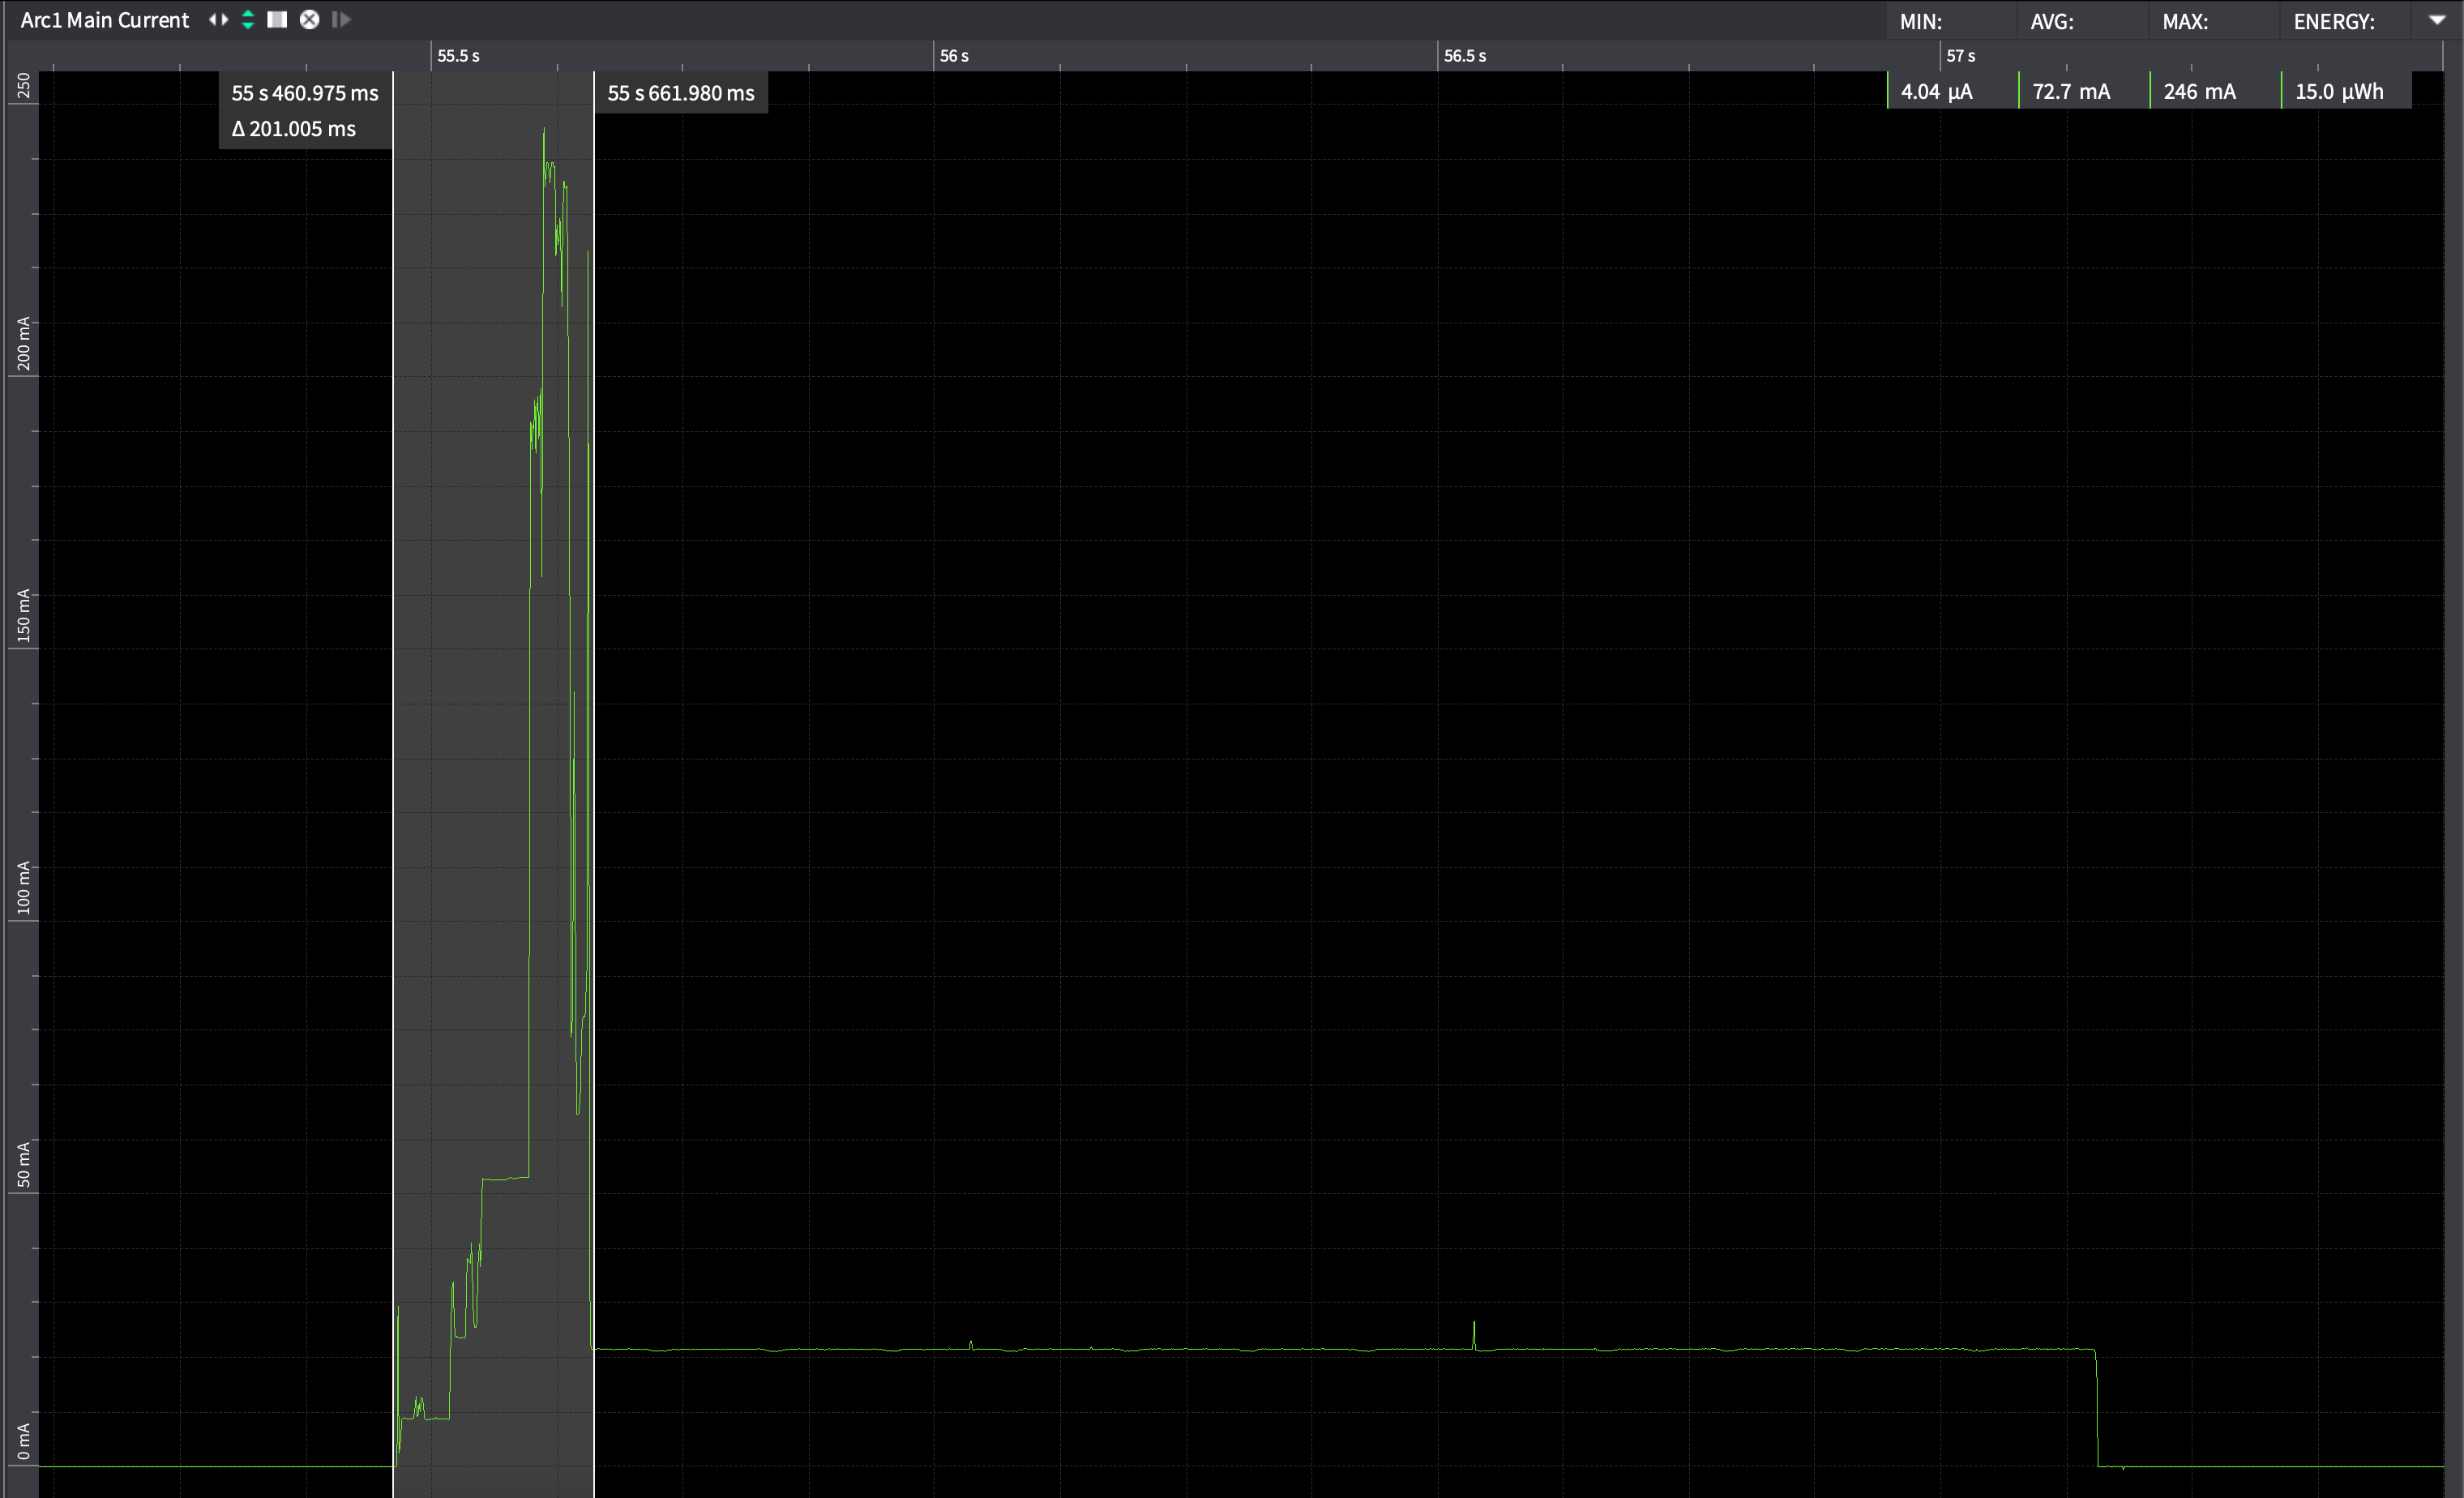 Arc1 Main Current
MIN: AVG: MAX: ENERGY:
55.5 s 56 s 56.5 s 57 s
55 s 460.975 ms
Δ 201.005 ms
55 s 661.980 ms
4.04 µA 72.7 mA 246 mA 15.0 µWh
250
200 mA
150 mA
100 mA
50 mA
0 mA